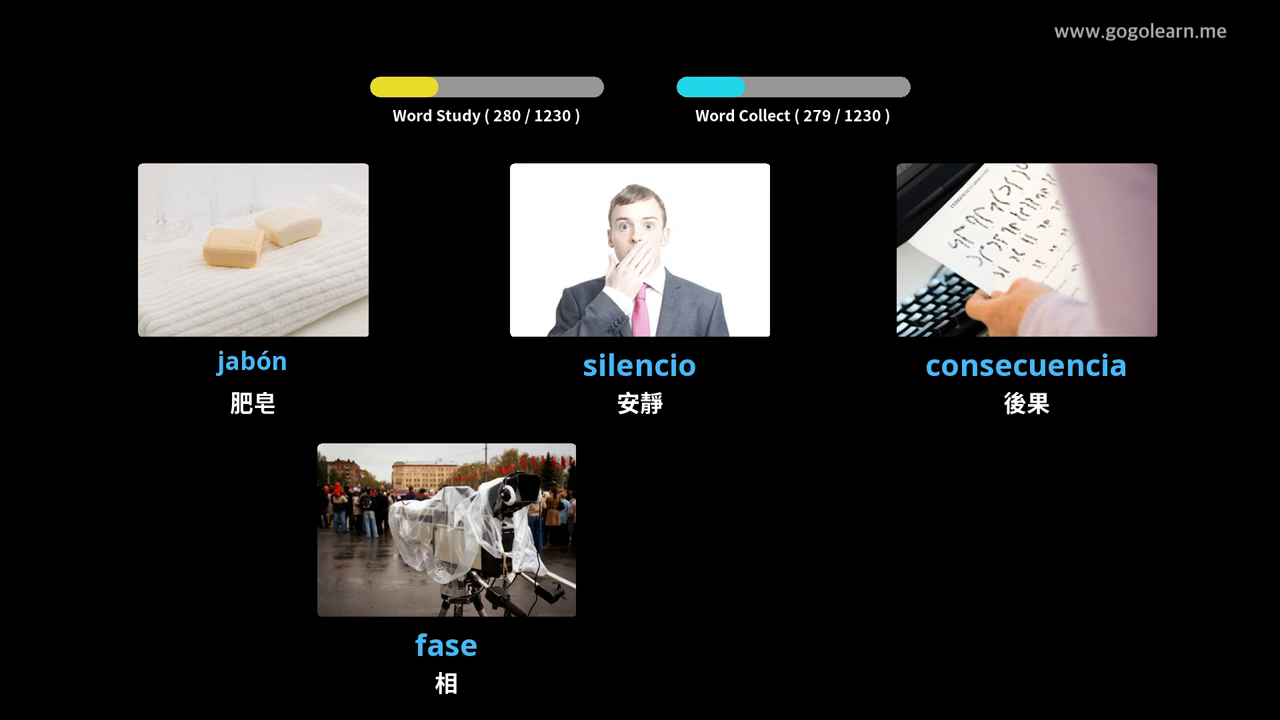 www.gogolearn.me
Word Study ( 280 / 1230 )
Word Collect ( 279 / 1230 )
jabón
silencio
consecuencia
肥皂
安靜
後果
fase
相